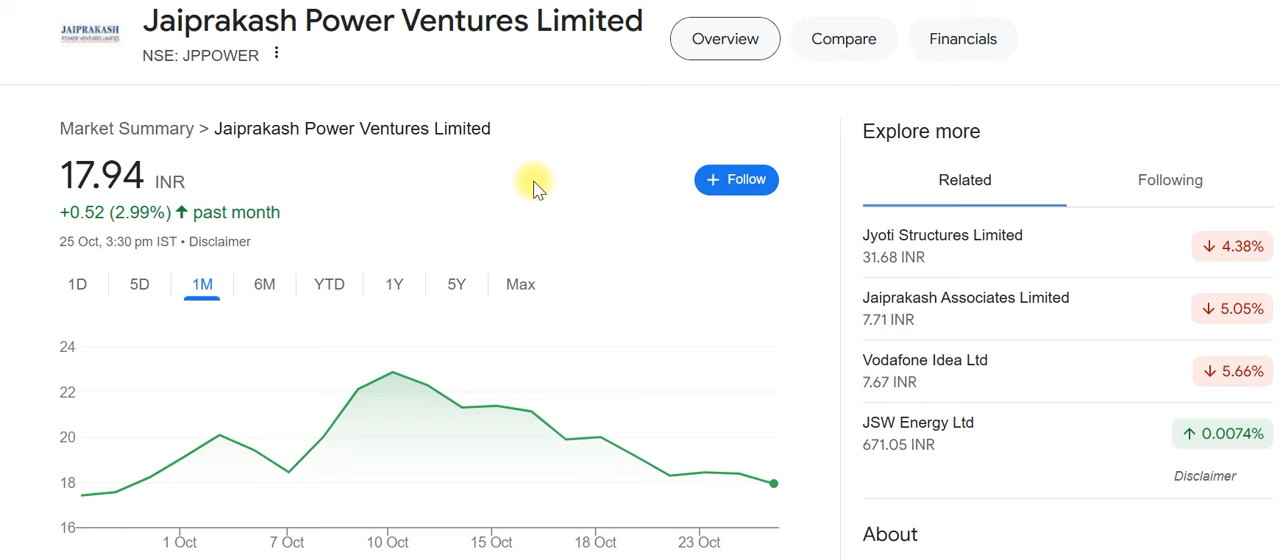 JAIPRAKASH
POWER VENTURES LIMITED
Jaiprakash Power Ventures Limited
NSE: JPPOWER
Overview
Compare
Financials
Market Summary > Jaiprakash Power Ventures Limited
17.94 INR
+ Follow
+0.52 (2.99%) ↑ past month
25 Oct, 3:30 pm IST • Disclaimer
1D
5D
1M
6M
YTD
1Y
5Y
Max
24
22
20
18
16
1 Oct
7 Oct
10 Oct
15 Oct
18 Oct
23 Oct
Explore more
Related
Following
Jyoti Structures Limited
31.68 INR
↓ 4.38%
Jaiprakash Associates Limited
7.71 INR
↓ 5.05%
Vodafone Idea Ltd
7.67 INR
↓ 5.66%
JSW Energy Ltd
671.05 INR
↑ 0.0074%
Disclaimer
About